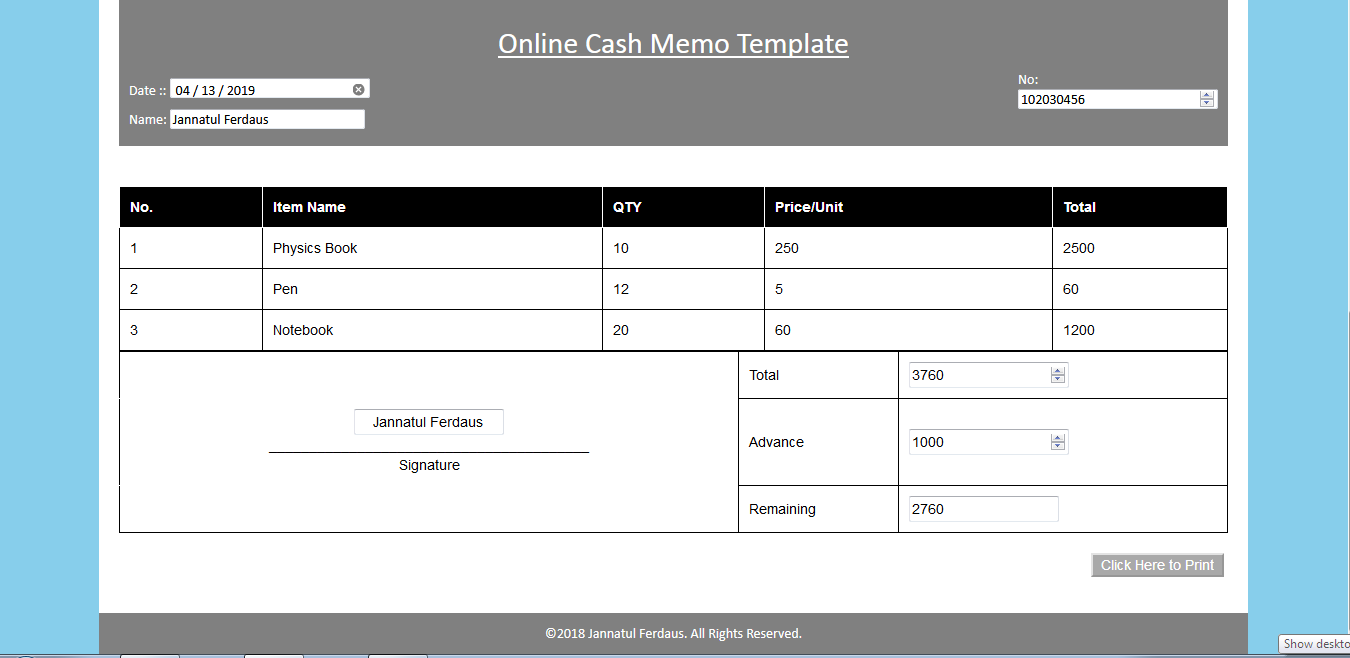 Online Cash Memo Template
Date :: 04 / 13 / 2019
No:
102030456
Name: Jannatul Ferdaus
No. Item Name QTY Price/Unit Total
1 Physics Book 10 250 2500
2 Pen 12 5 60
3 Notebook 20 60 1200
Total 3760
Jannatul Ferdaus
Advance 1000
Signature
Remaining 2760
Click Here to Print
©2018 Jannatul Ferdaus. All Rights Reserved.
Show deskto